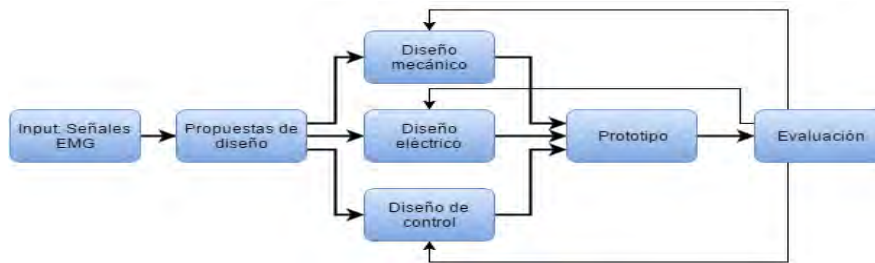 Diseño
mecánico
Input: Señales
EMG
Propuestas de
diseño
Diseño
eléctrico
Prototipo
Evaluación
Diseño de
control